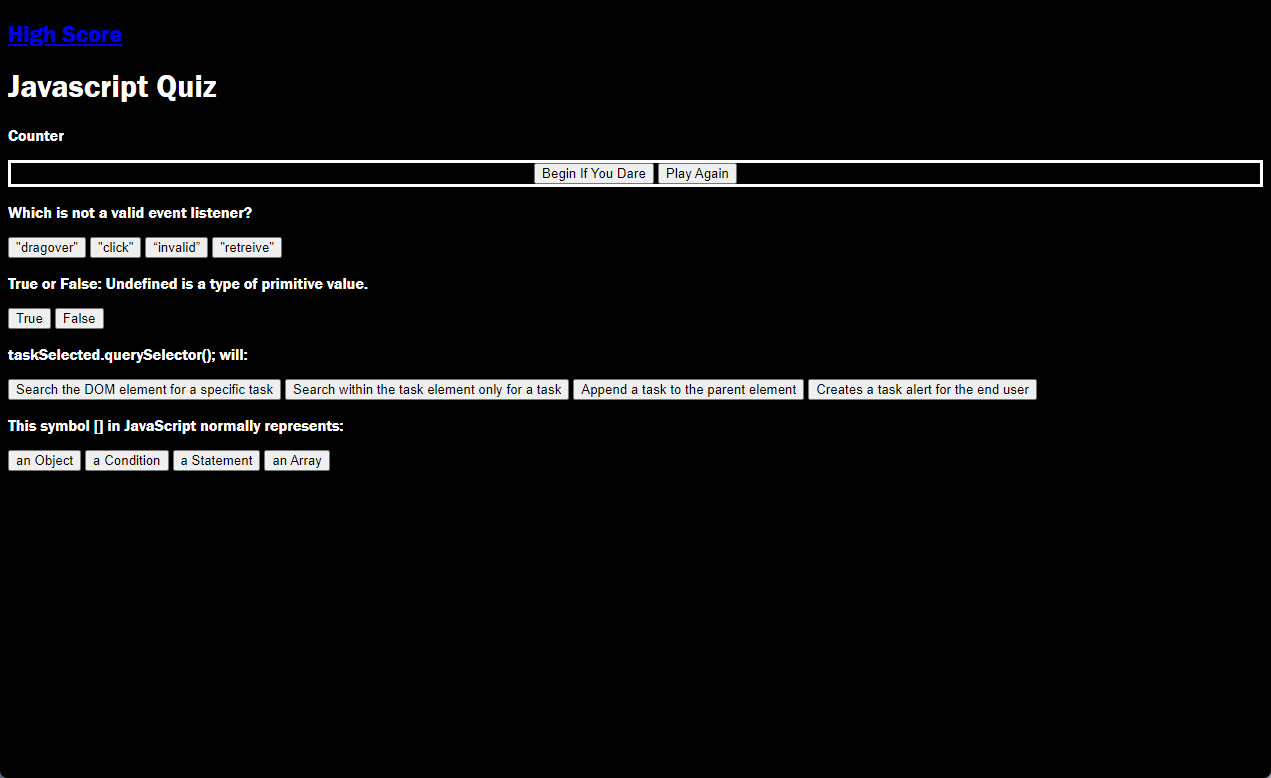 High Score
Javascript Quiz
Counter
Begin If You Dare Play Again
Which is not a valid event listener?
"dragover" "click" "invalid" "retreive"
True or False: Undefined is a type of primitive value.
True False
taskSelected.querySelector(); will:
Search the DOM element for a specific task Search within the task element only for a task Append a task to the parent element Creates a task alert for the end user
This symbol [] in JavaScript normally represents:
an Object a Condition a Statement an Array